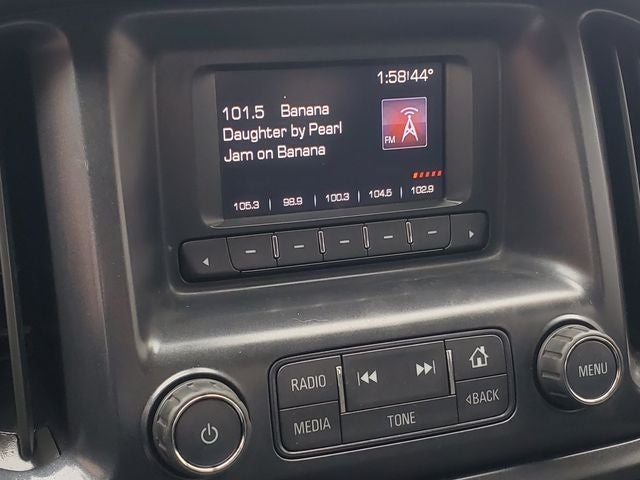 1:58 44°
101.5 Banana
Daughter by Pearl
Jam on Banana
FM
105.3 98.9 100.3 104.5 102.9
RADIO
MEDIA
TONE
BACK
MENU